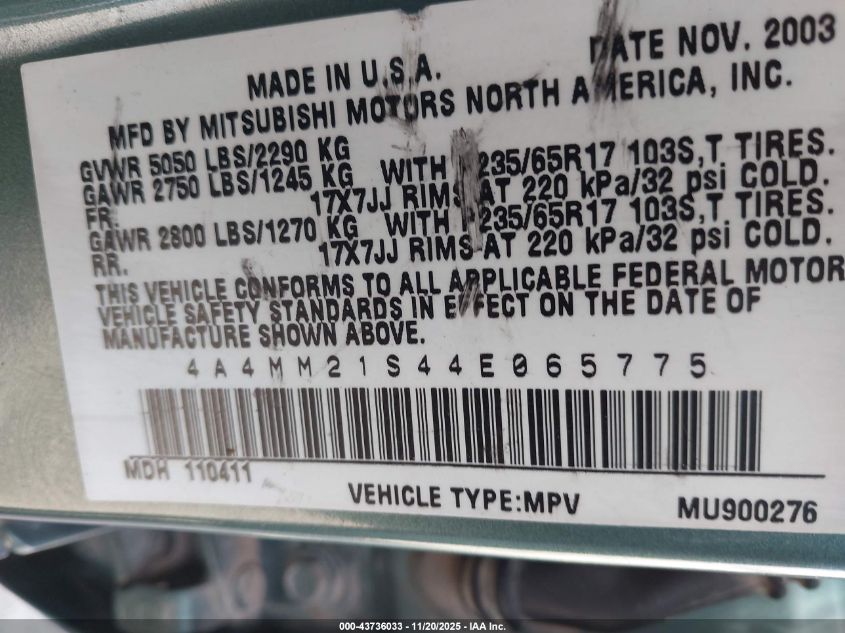 DATE NOV. 2003
MADE IN U.S.A.
MFD BY MITSUBISHI MOTORS NORTH AMERICA, INC.
GVWR 5050 LBS/2290 KG
GAWR 2750 LBS/1245 KG WITH P235/65R17 103S,T TIRES.
FR. 17X7JJ RIMS AT 220 kPa/32 psi COLD.
GAWR 2800 LBS/1270 KG WITH P235/65R17 103S,T TIRES.
RR. 17X7JJ RIMS AT 220 kPa/32 psi COLD.
THIS VEHICLE CONFORMS TO ALL APPLICABLE FEDERAL MOTOR
VEHICLE SAFETY STANDARDS IN EFFECT ON THE DATE OF
MANUFACTURE SHOWN ABOVE.
4A4MM21S44E065775
MDH 110411
VEHICLE TYPE:MPV
MU900276
000-43736033 - 11/20/2025 - IAA Inc.